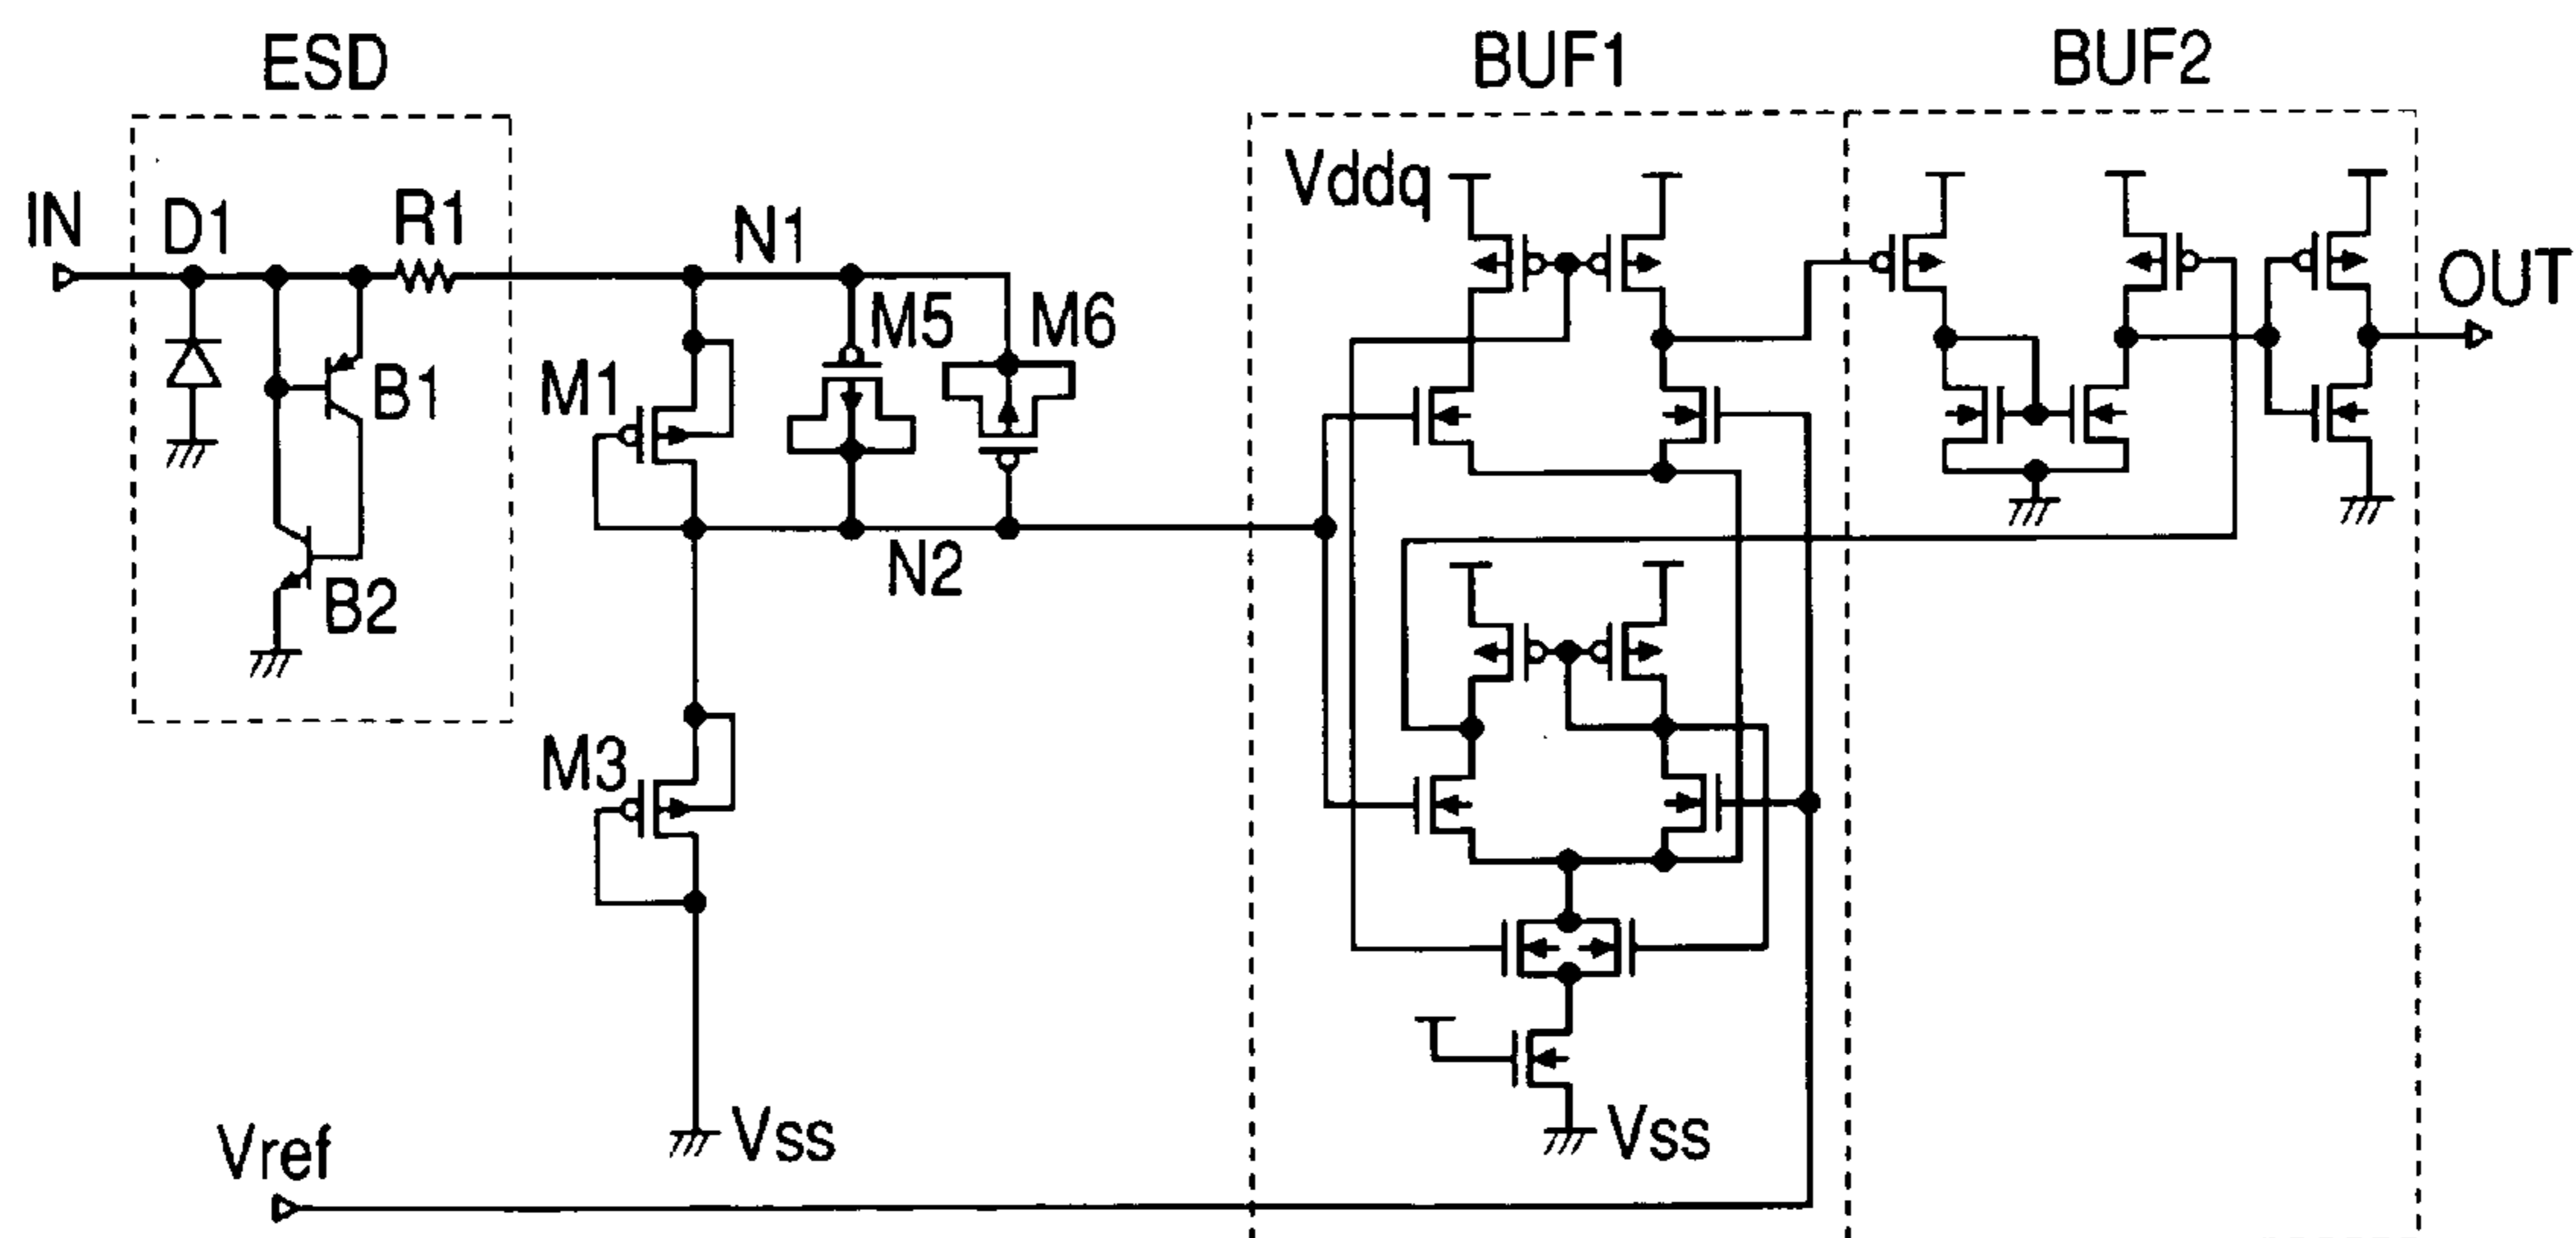 ESD
BUF1
BUF2
IN
D1
R1
N1
M5
M6
Vddq
OUT
M1
B1
N2
B2
M3
Vss
Vss
Vref